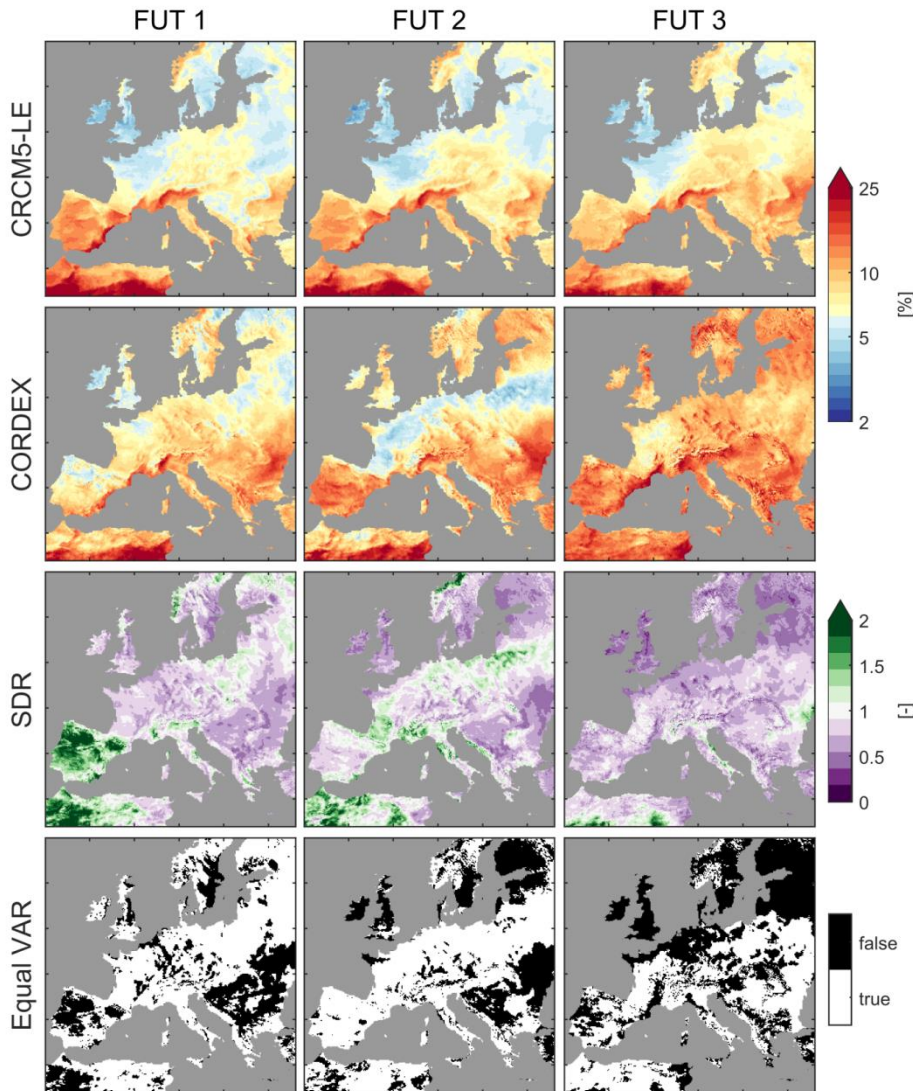 FUT 1 FUT 2 FUT 3
CRCM5-LE
25
10
5
2
[%]
CORDEX
SDR
2
1.5
1
0.5
0
[-]
Equal VAR
false
true